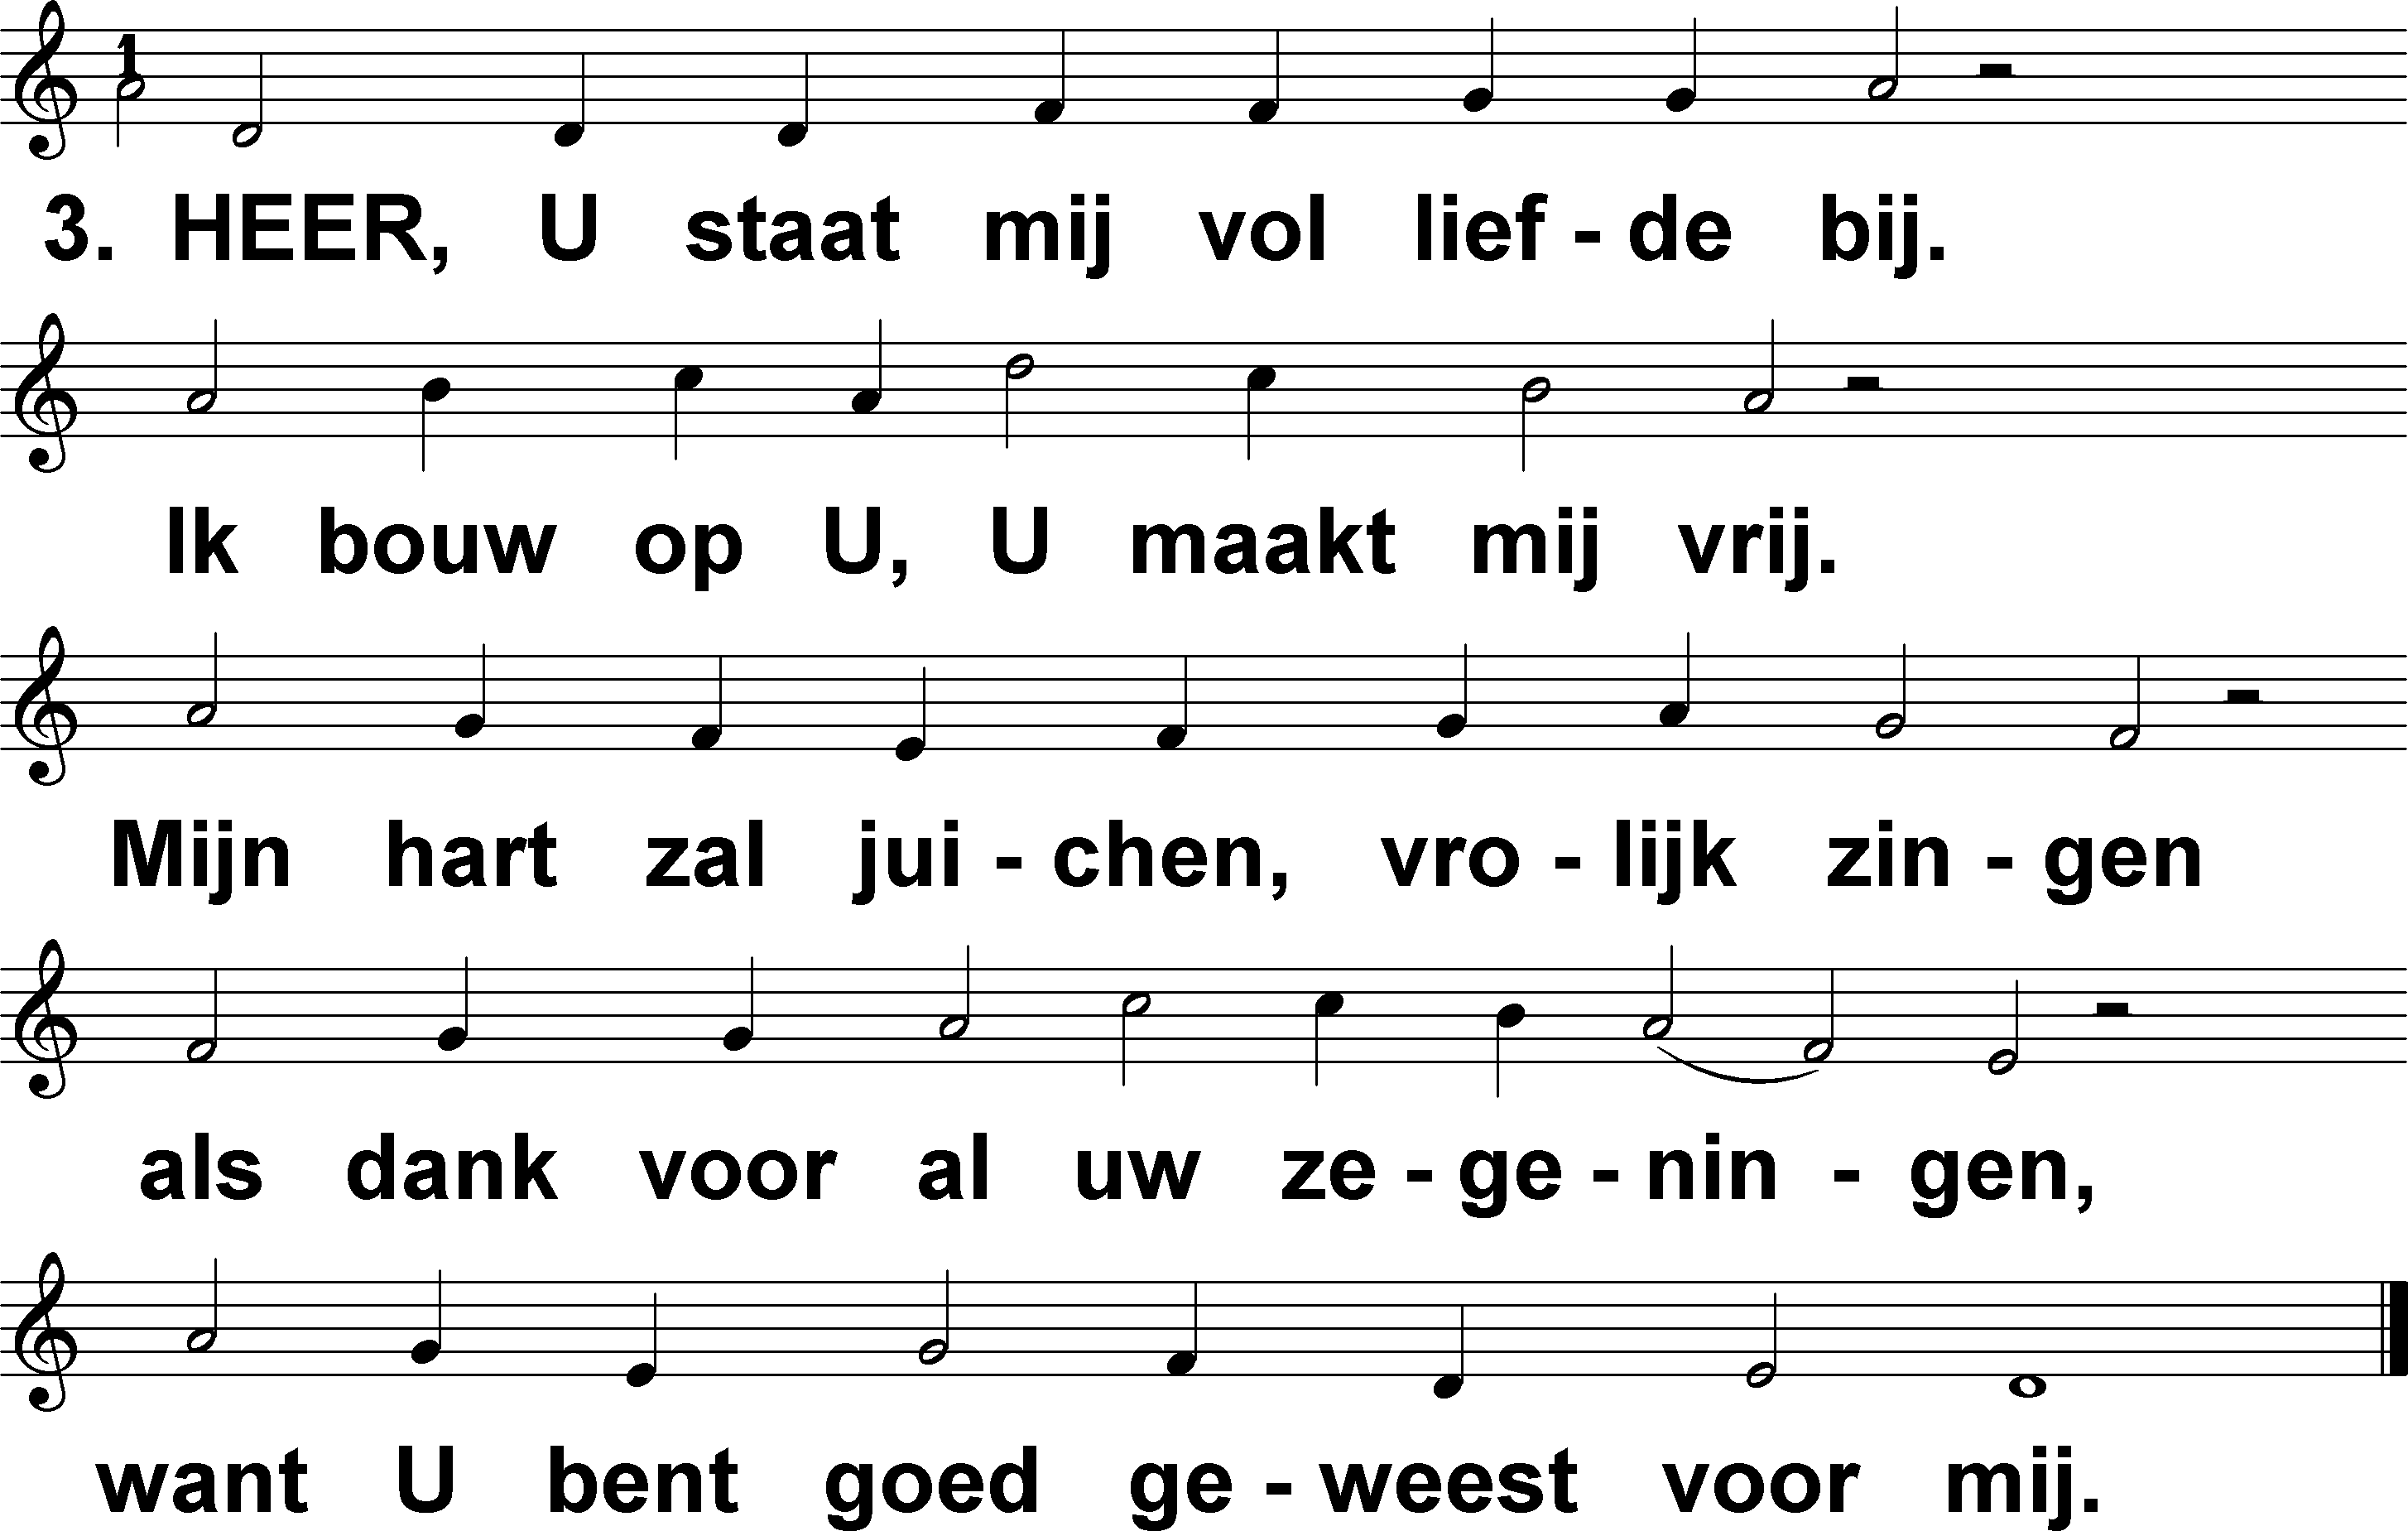 1
3. HEER, U staat mij vol lief - de bij.
Ik bouw op U, U maakt mij vrij.
Mijn hart zal jui - chen, vro - lijk zin - gen
als dank voor al uw ze - ge - nin - gen,
want U bent goed ge - weest voor mij.